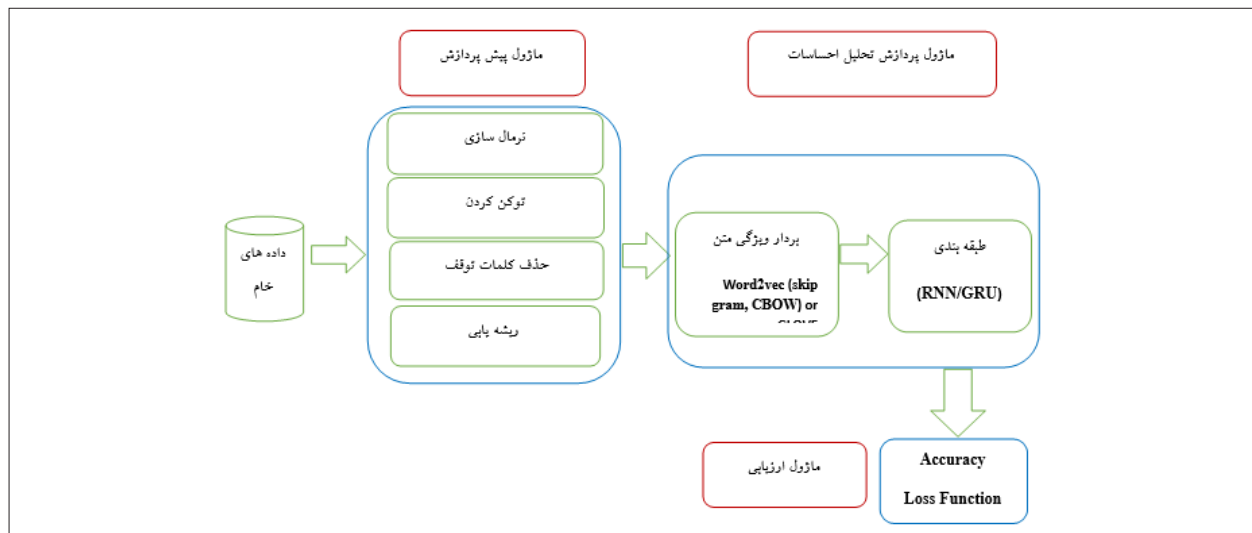 ماژول پیش پردازش
ماژول پردازش تحلیل احساسات
نرمال سازی
توکن کردن
حذف کلمات توقف
ریشه یابی
داده های
خام
بردار ویژگی متن
Word2vec (skip
gram, CBOW) or
طبقه بندی
(RNN/GRU)
ماژول ارزیابی
Accuracy
Loss Function